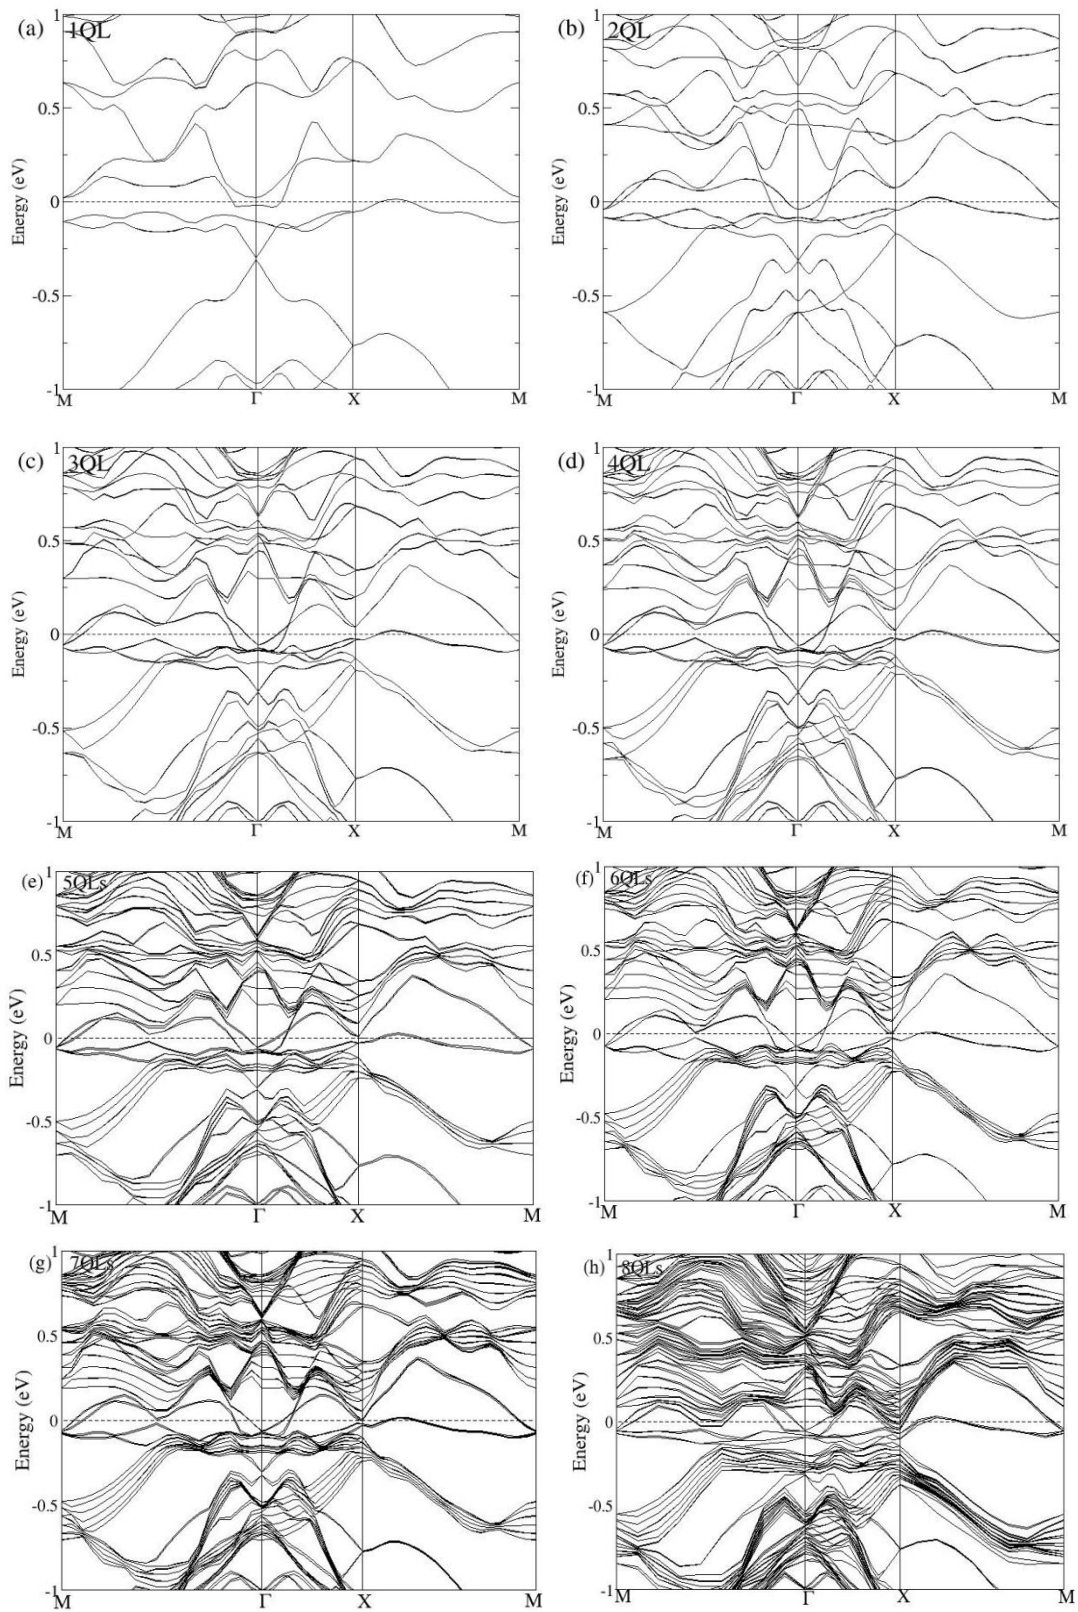 (a) 1QL
1
0.5
0
-0.5
-1
Energy (eV)
M Γ X M
(b) 2QL
1
0.5
0
-0.5
-1
Energy (eV)
M Γ X M
(c) 3QL
1
0.5
0
-0.5
-1
Energy (eV)
M Γ X M
(d) 4QL
1
0.5
0
-0.5
-1
Energy (eV)
M Γ X M
(e) 5QLs
1
0.5
0
-0.5
-1
Energy (eV)
M Γ X M
(f) 6QLs
1
0.5
0
-0.5
-1
Energy (eV)
M Γ X M
(g) 7QLs
1
0.5
0
-0.5
-1
Energy (eV)
M Γ X M
(h) 8QLs
1
0.5
0
-0.5
-1
Energy (eV)
M Γ X M